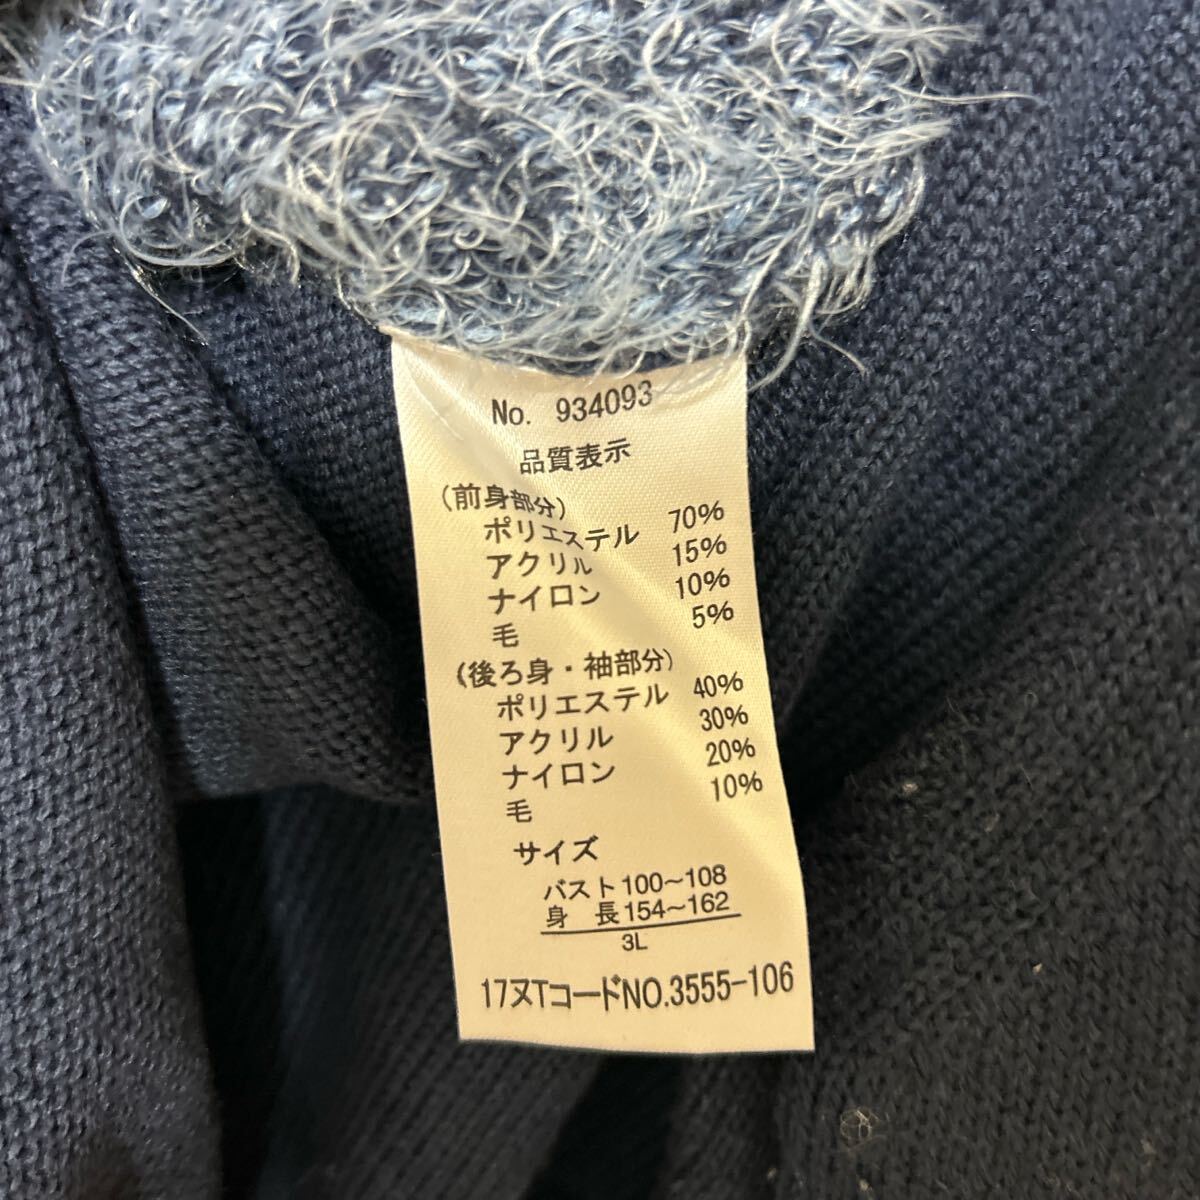 No. 934093
品質表示
(前身部分)
ポリエステル 70%
アクリル 15%
ナイロン 10%
毛 5%
(後ろ身・袖部分)
ポリエステル 40%
アクリル 30%
ナイロン 20%
毛 10%
サイズ
バスト100~108
身 長154~162
3L
17ヌTコードNO.3555-106